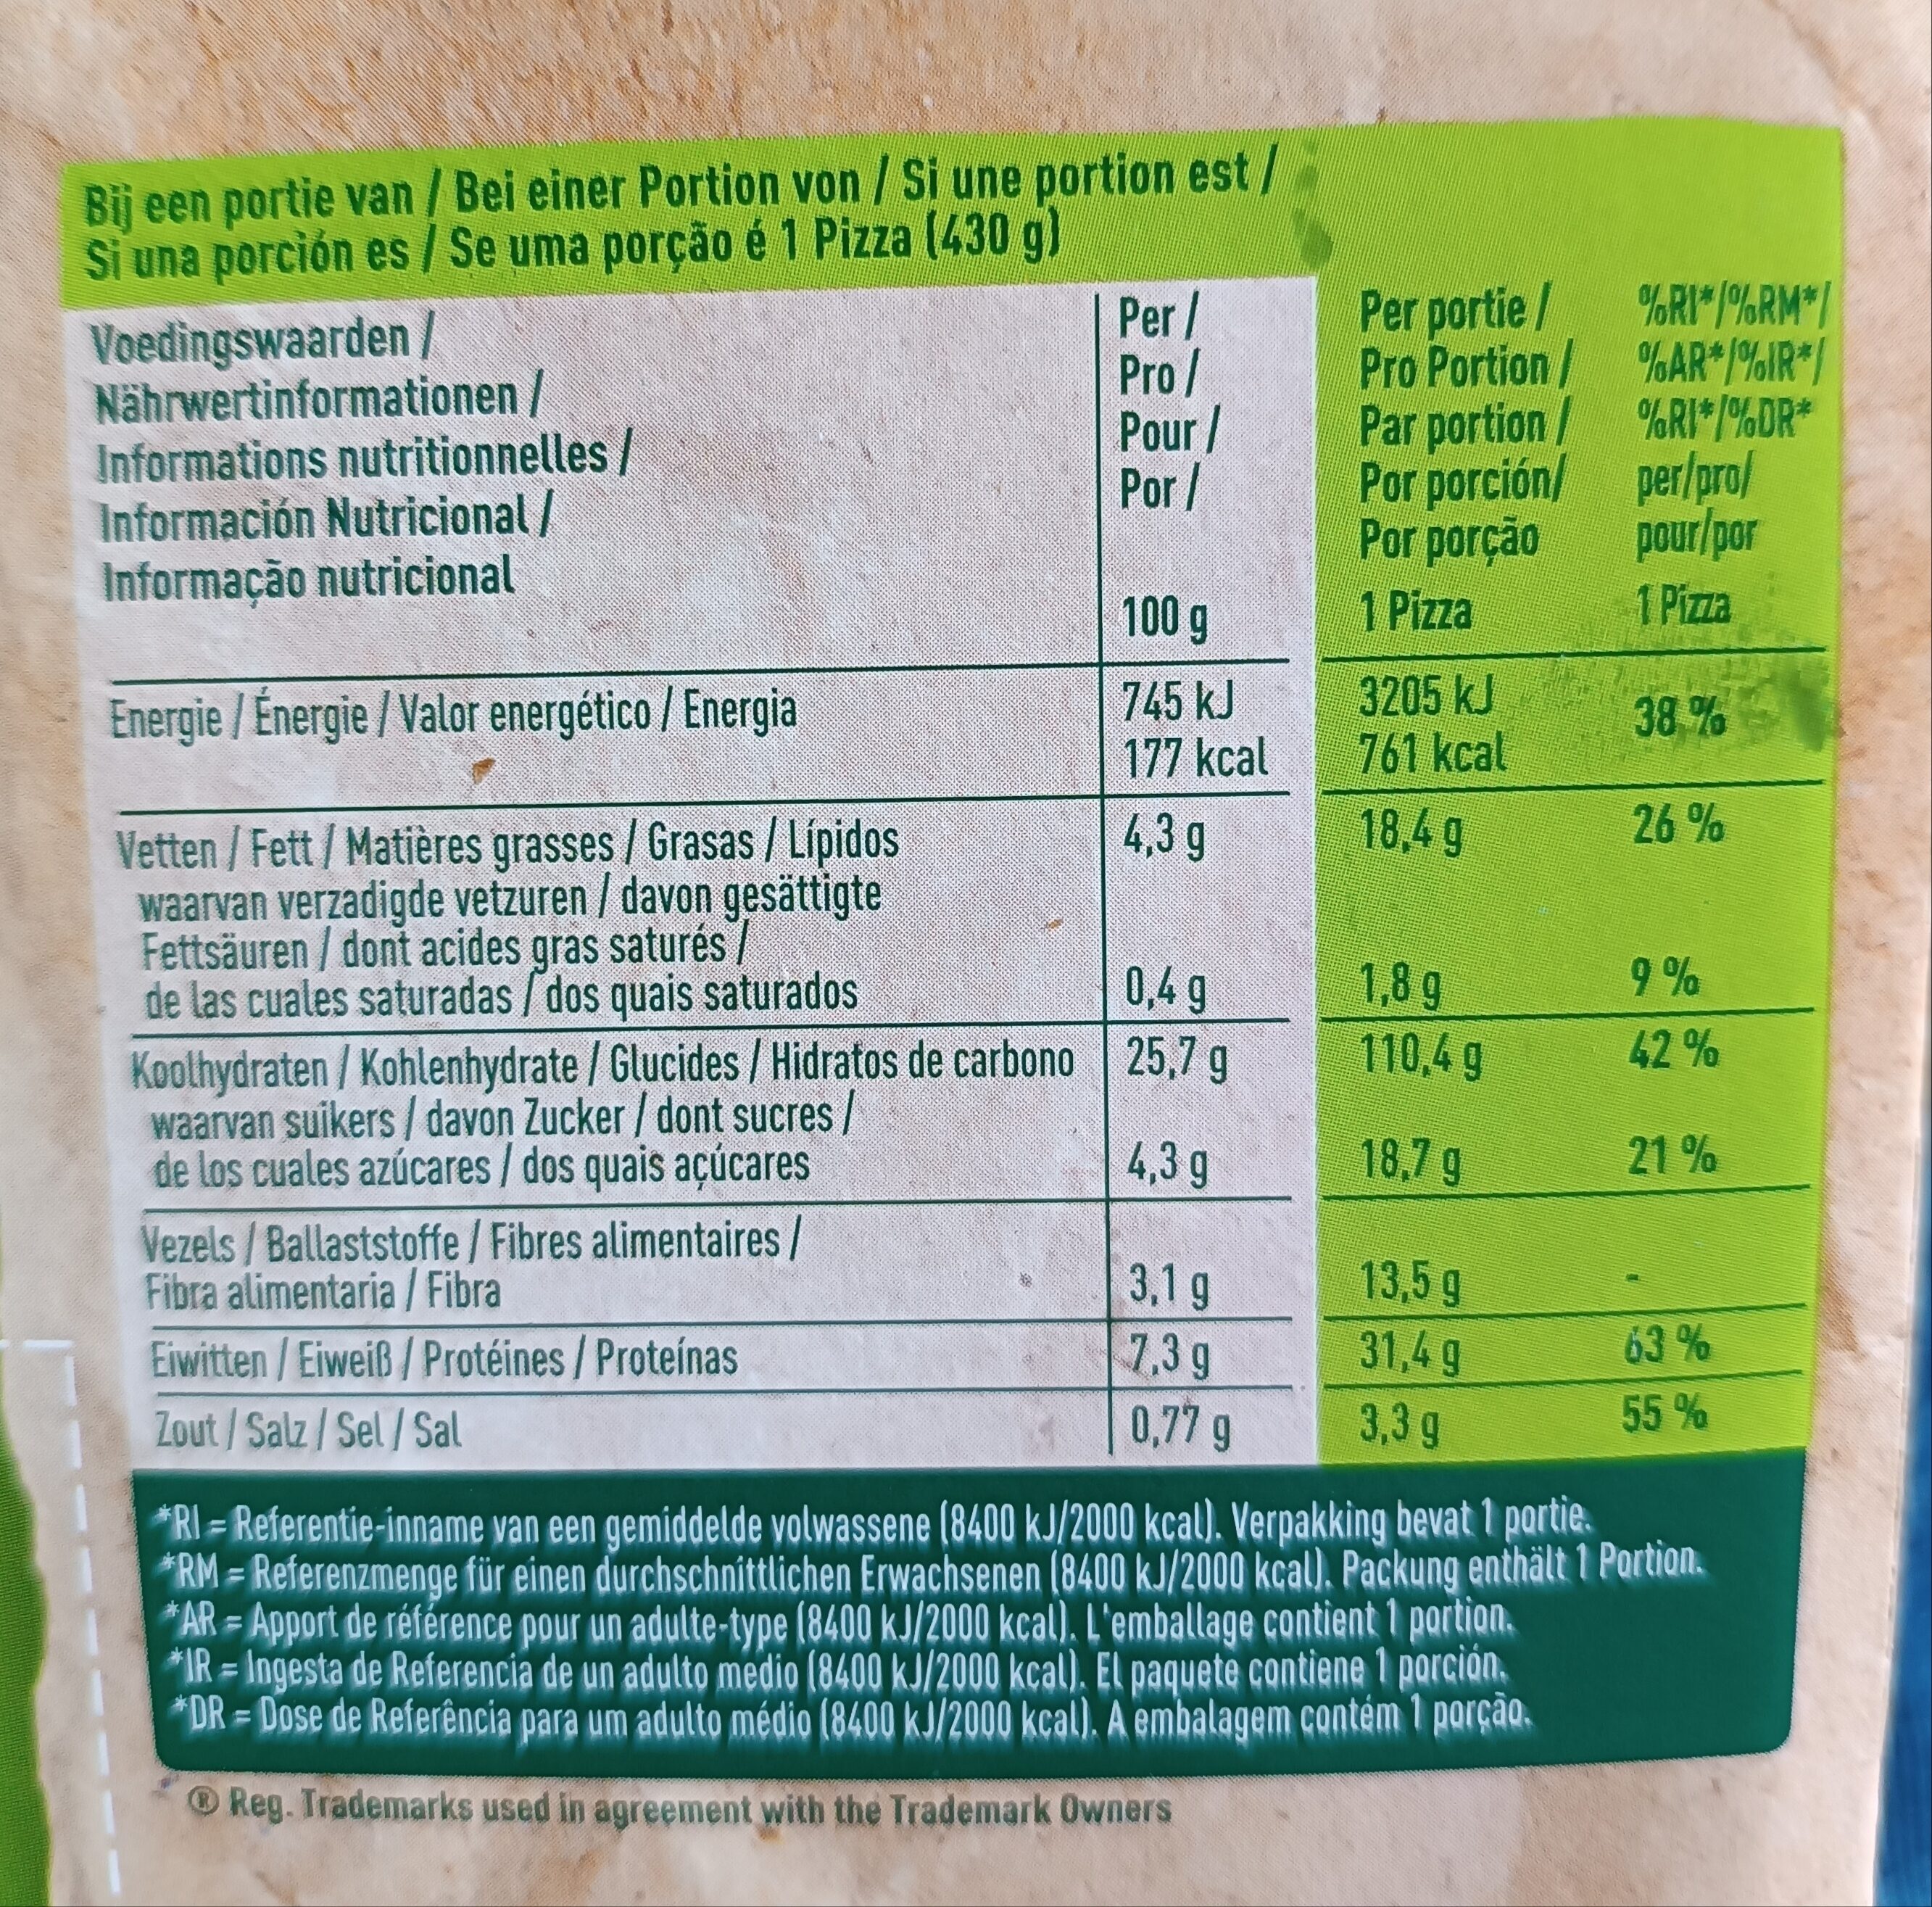 Bij een portie van / Bei einer Portion von / Si une portion est /
Si una porción es / Se uma porção é 1 Pizza (430 g)
Voedingswaarden /
Nährwertinformationen /
Informations nutritionnelles /
Información Nutricional /
Informação nutricional
Per /
Pro /
Pour /
Por /
100 g
Per portie /
Pro Portion /
Par portion /
Por porción/
Por porção
1 Pizza
%RI*/%RM*/
%AR*/%IR*/
%RI*/%DR*
per/pro/
pour/por
1 Pizza
Energie / Énergie / Valor energético / Energia 745 kJ 3205 kJ 38 %
177 kcal 761 kcal
Vetten / Fett / Matières grasses / Grasas / Lípidos 4,3 g 18,4 g 26 %
waarvan verzadigde vetzuren / davon gesättigte
Fettsäuren / dont acides gras saturés /
de las cuales saturadas / dos quais saturados 0,4 g 1,8 g 9 %
Koolhydraten / Kohlenhydrate / Glucides / Hidratos de carbono 25,7 g 110,4 g 42 %
waarvan suikers / davon Zucker / dont sucres /
de los cuales azúcares / dos quais açúcares 4,3 g 18,7 g 21 %
Vezels / Ballaststoffe / Fibres alimentaires /
Fibra alimentaria / Fibra 3,1 g 13,5 g -
Eiwitten / Eiweiß / Protéines / Proteínas 7,3 g 31,4 g 63 %
Zout / Salz / Sel / Sal 0,77 g 3,3 g 55 %
*RI = Referentie-inname van een gemiddelde volwassene (8400 kJ/2000 kcal). Verpakking bevat 1 portie.
*RM = Referenzmenge für einen durchschnittlichen Erwachsenen (8400 kJ/2000 kcal). Packung enthält 1 Portion.
*AR = Apport de référence pour un adulte-type (8400 kJ/2000 kcal). L'emballage contient 1 portion.
*IR = Ingesta de Referencia de un adulto medio (8400 kJ/2000 kcal). El paquete contiene 1 porción.
*DR = Dose de Referência para um adulto médio (8400 kJ/2000 kcal). A embalagem contém 1 porção.
® Reg. Trademarks used in agreement with the Trademark Owners